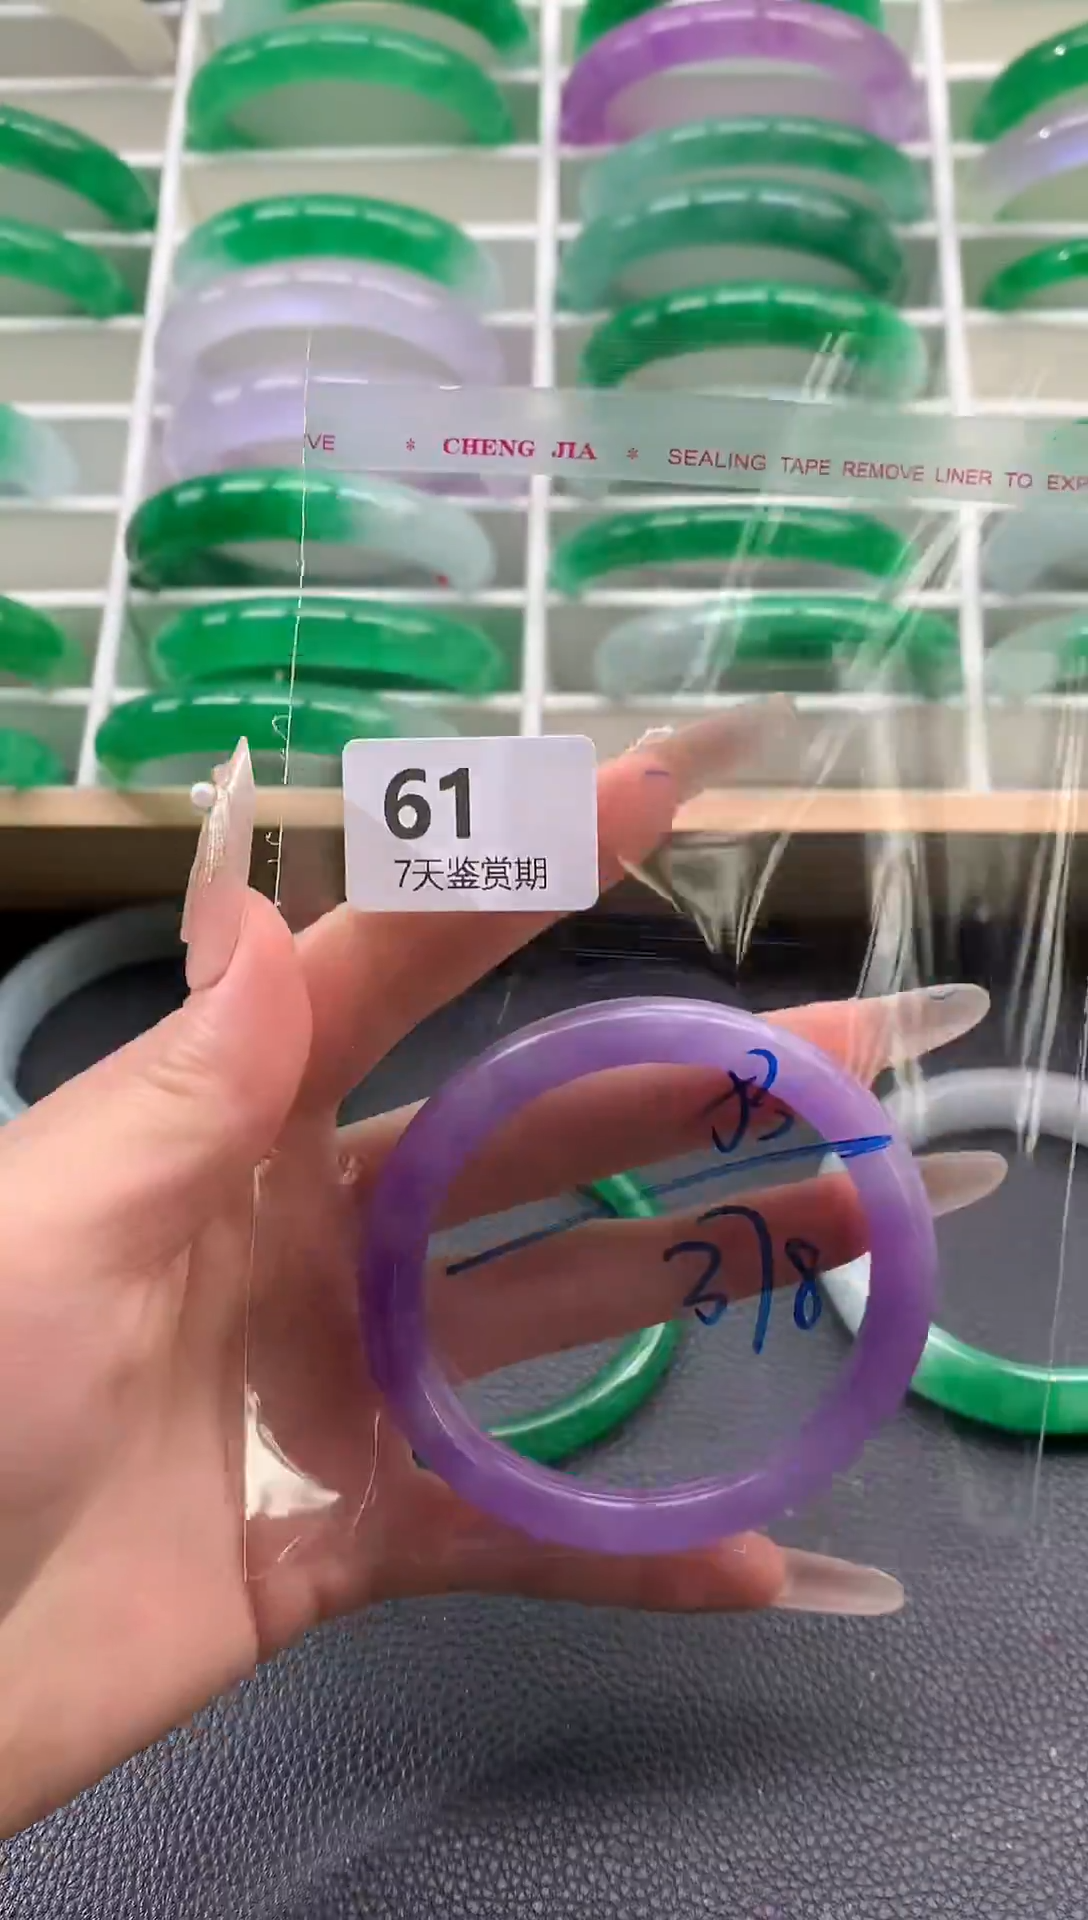 VE * CHENG JIA * SEALING TAPE REMOVE LINER TO EXP
61
7天鉴赏期
378